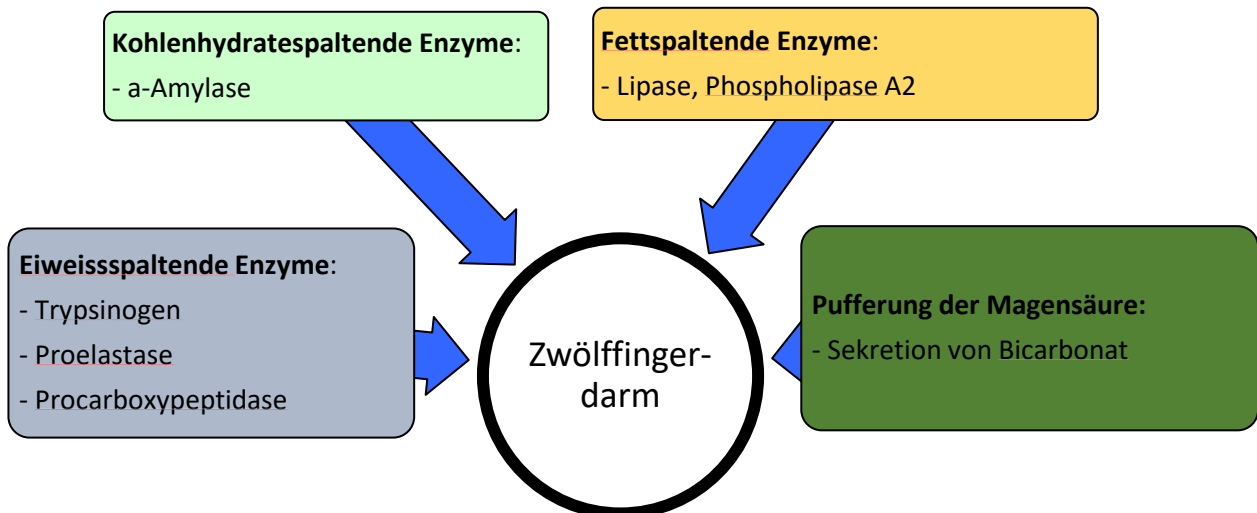 Kohlenhydratespaltende Enzyme:
- a-Amylase
Fettspaltende Enzyme:
- Lipase, Phospholipase A2
Eiweissspaltende Enzyme:
- Trypsinogen
- Proelastase
- Procarboxypeptidase
Zwölffinger-
darm
Pufferung der Magensäure:
- Sekretion von Bicarbonat